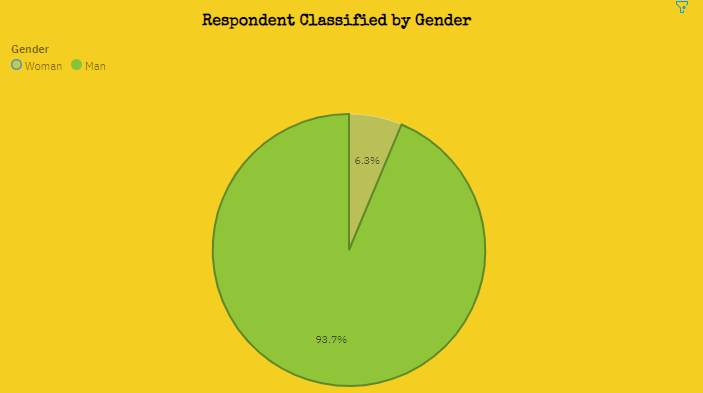 Respondent Classified by Gender
Gender
Woman Man
6.3%
93.7%